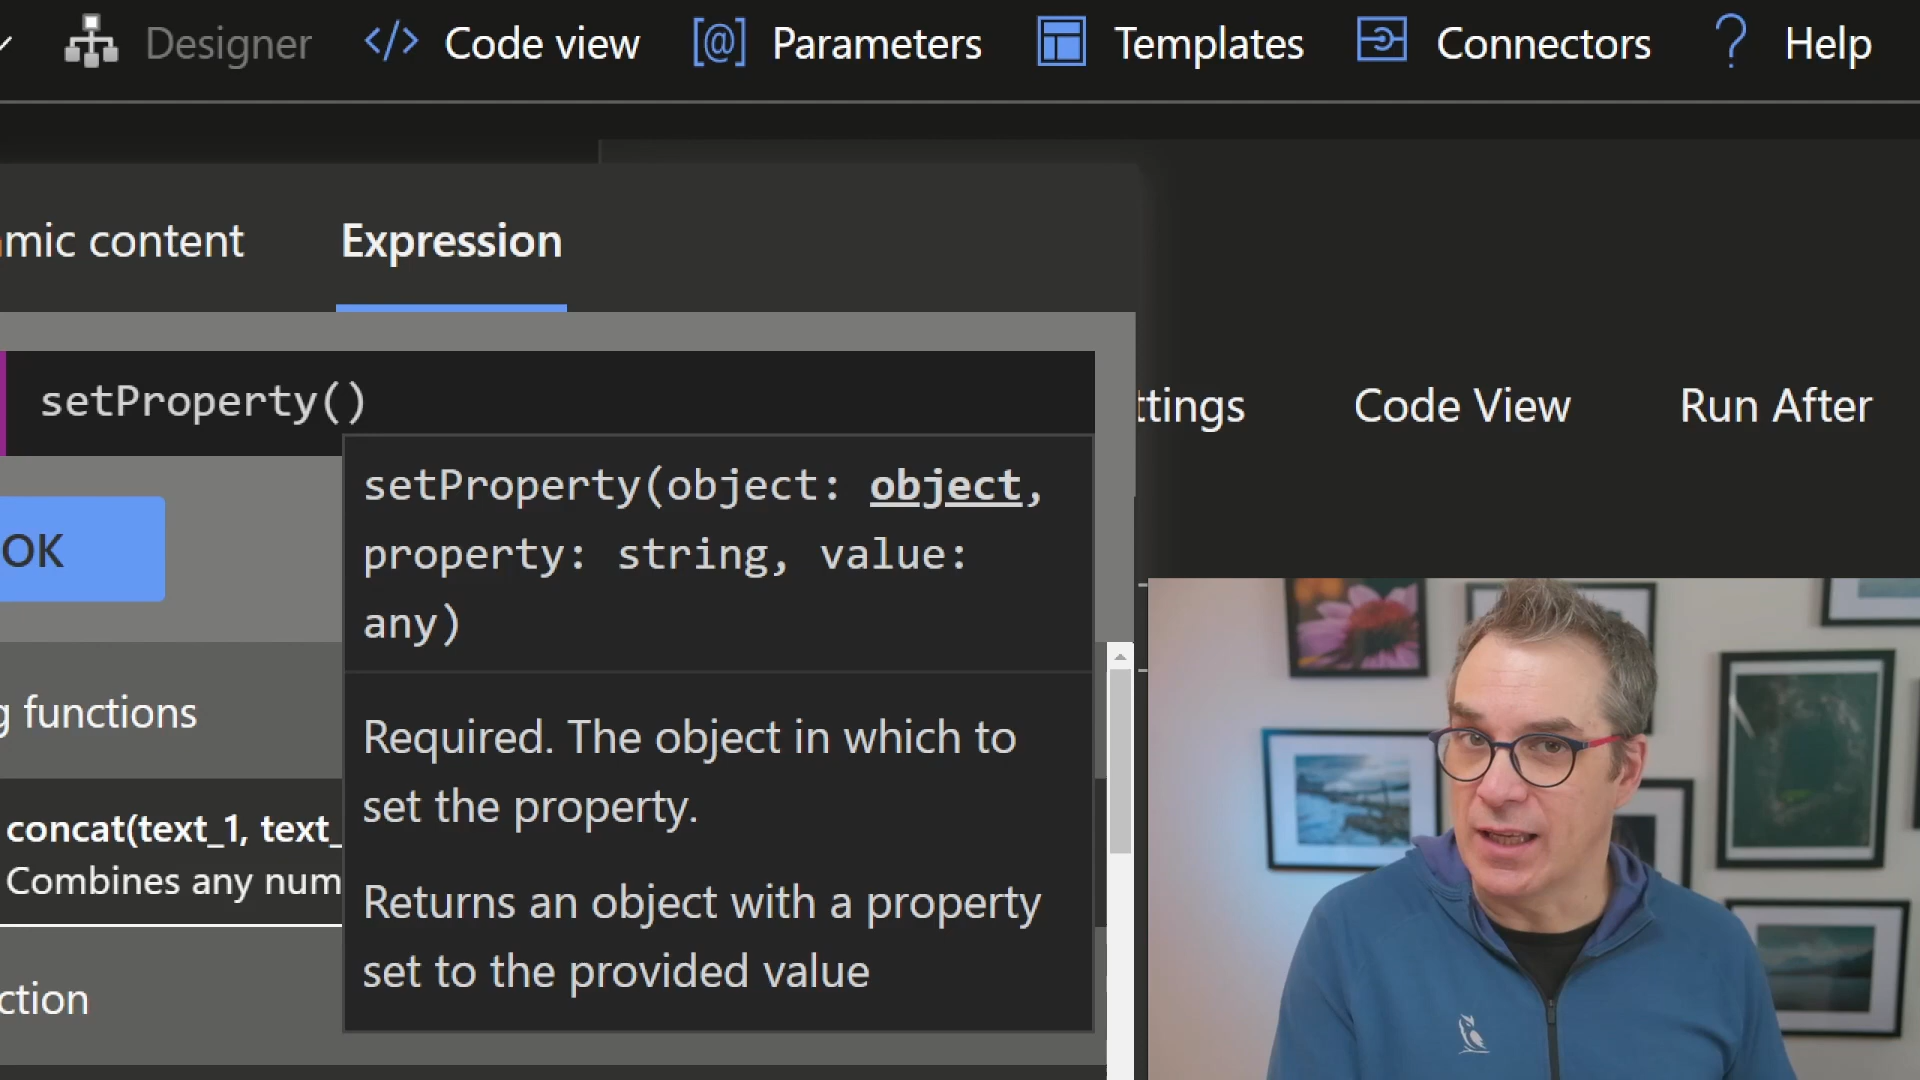 Designer Code view Parameters Templates Connectors Help
mic content Expression
setProperty()
ttings Code View Run After
setProperty(object: object,
property: string, value:
any)
OK
g functions
Required. The object in which to
set the property.
concat(text_1, text_
Combines any num
Returns an object with a property
set to the provided value
ction